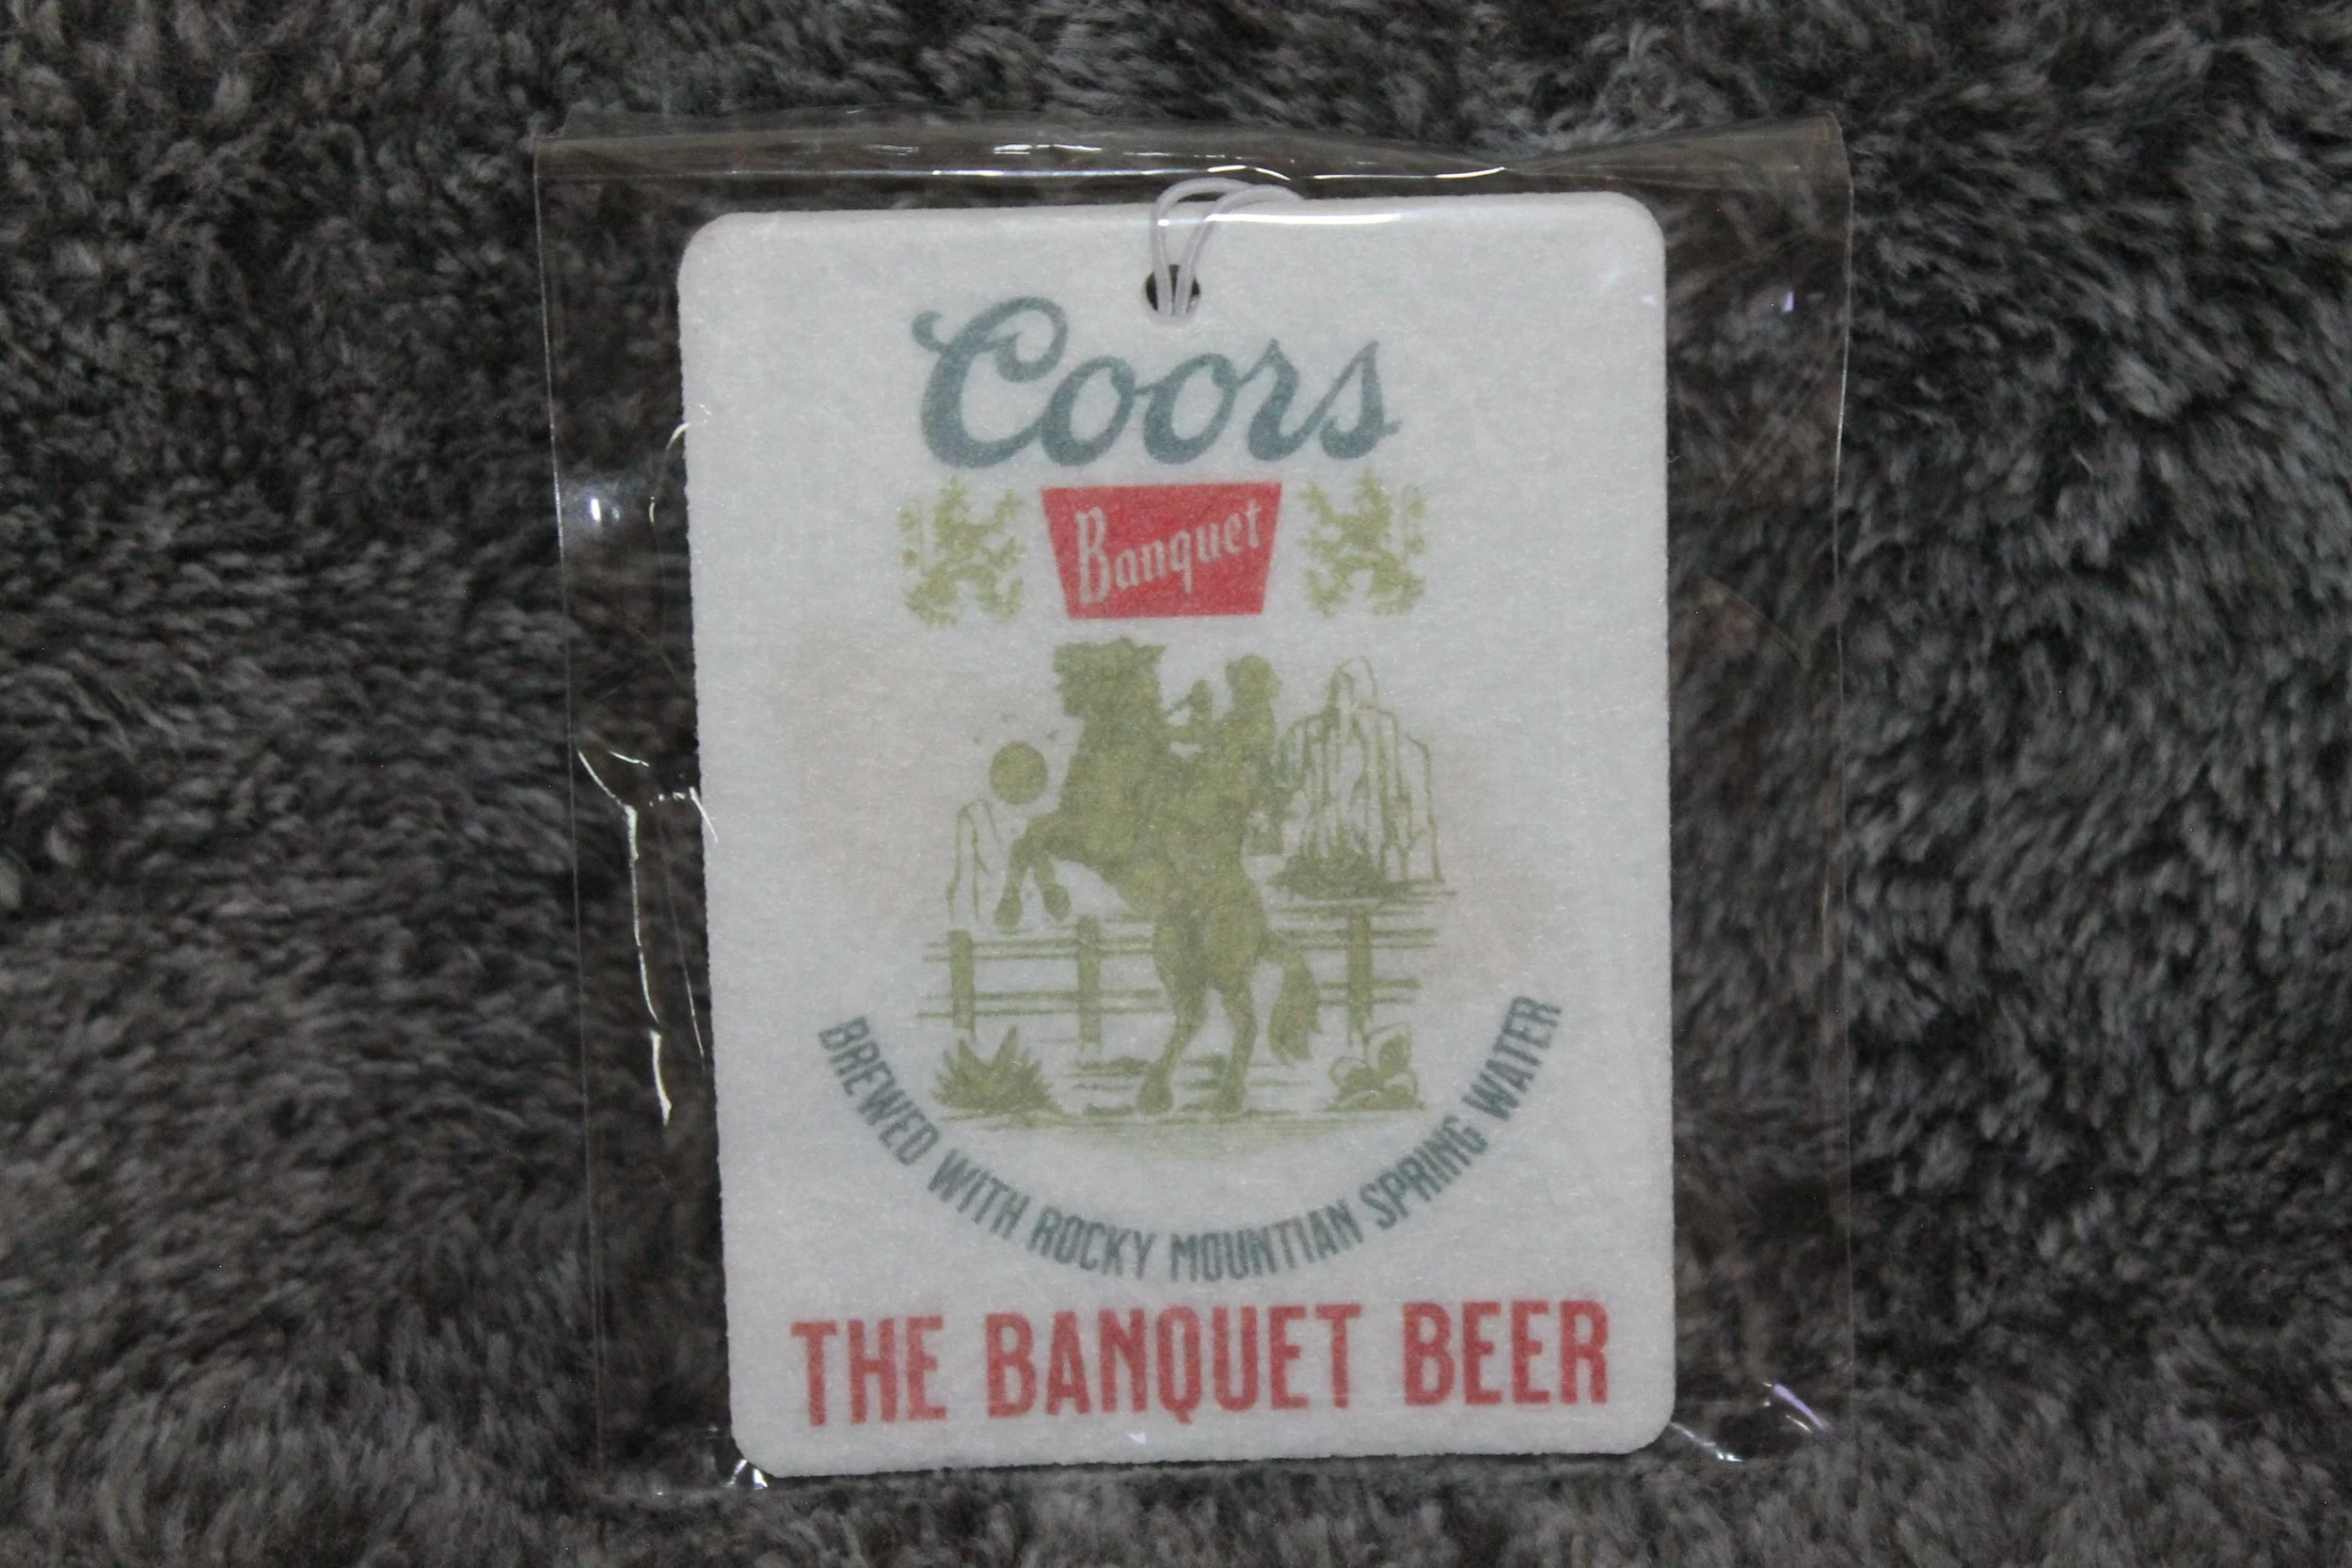 Coors
Banquet
BREWED WITH ROCKY MOUNTIAN SPRING WATER
THE BANQUET BEER